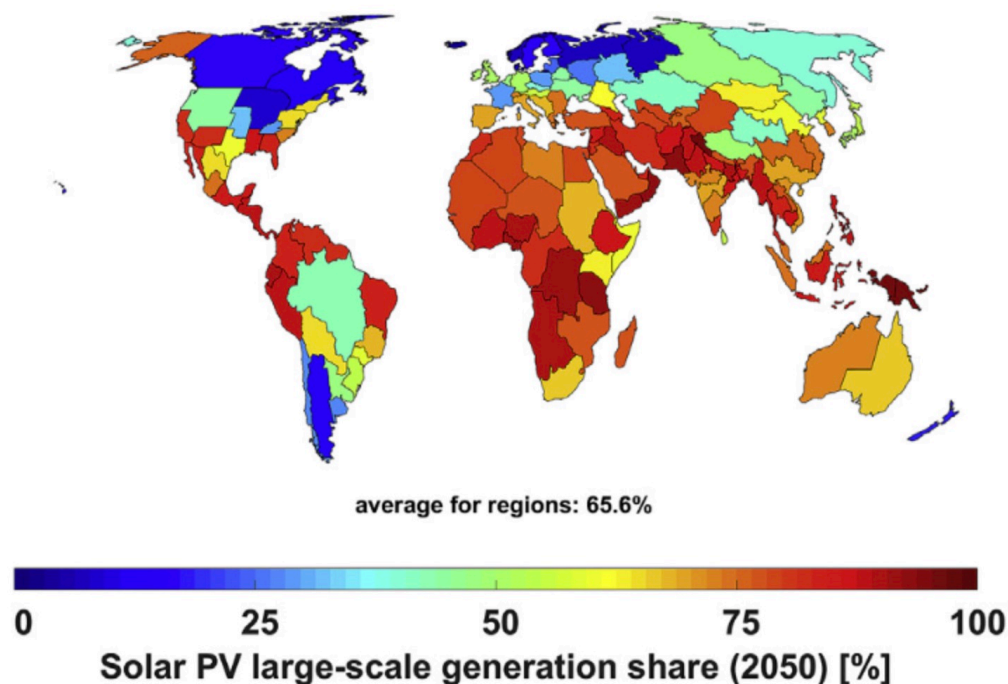 average for regions: 65.6%
0 25 50 75 100
Solar PV large-scale generation share (2050) [%]